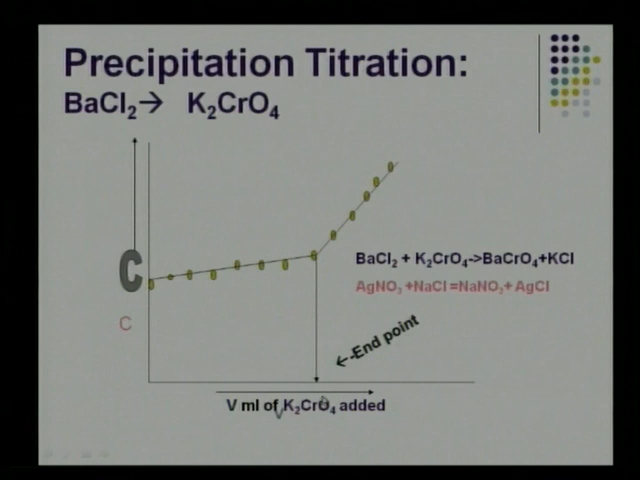 Precipitation Titration:
BaCl₂→ K₂CrO₄
C
BaCl₂ + K₂CrO₄->BaCrO₄+KCl
AgNO₃ +NaCl =NaNO₃+ AgCl
C
<--End point
V ml of K₂CrO₄ added